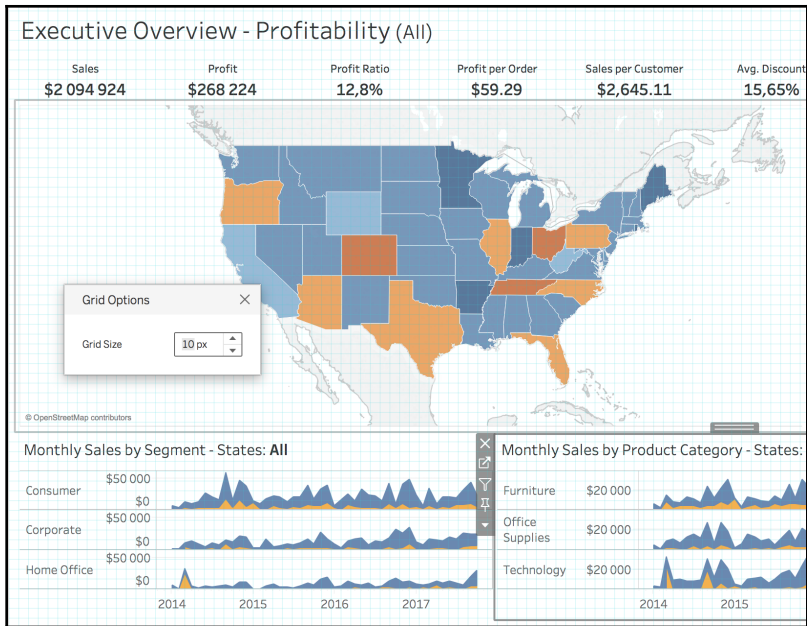 Executive Overview - Profitability (All)
Sales Profit Profit Ratio Profit per Order Sales per Customer Avg. Discount
$2 094 924 $268 224 12,8% $59.29 $2,645.11 15,65%
Grid Options
Grid Size 10 px
© OpenStreetMap contributors
Monthly Sales by Segment - States: All
Consumer $50 000
$0
Corporate $50 000
$0
Home Office $50 000
$0
2014 2015 2016 2017
Monthly Sales by Product Category - States:
Furniture $20 000
Office
Supplies $20 000
Technology $20 000
2014 2015